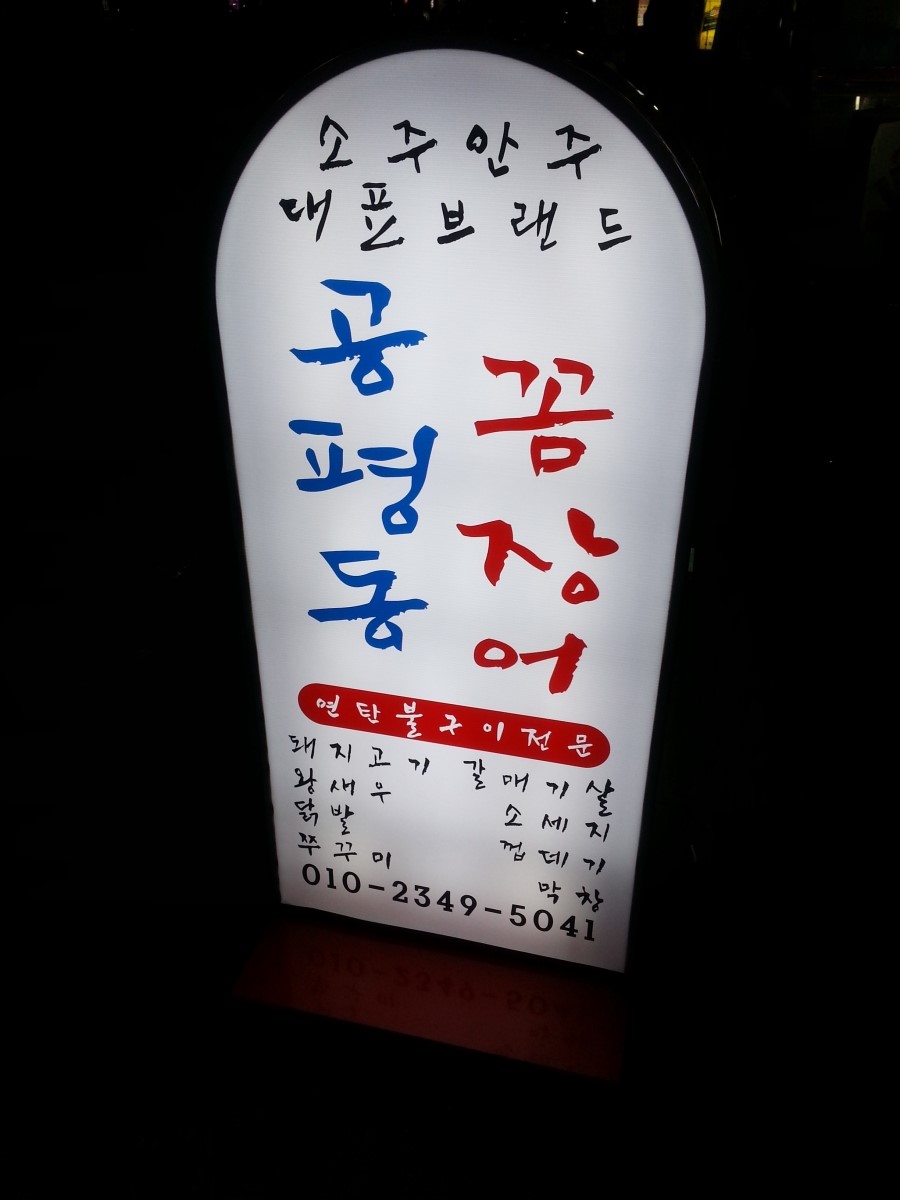 소주안주
대표브랜드
공평동
꼼장어
연탄불구이전문
돼지고기 갈매기살
왕새우 소세지
닭발 껍데기
쭈꾸미 막창
010-2349-5041